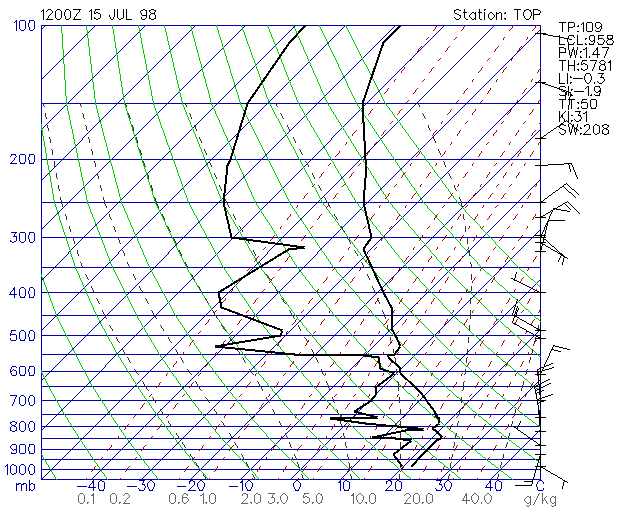 1200Z 15 JUL 98 Station: TOP
100
200
300
400
500
600
700
800
900
1000
TP:109
LCL:958
PW:1.47
TH:5781
LI:−0.3
SI:−1.9
TT:50
KI:31
SW:208
mb −40 −30 −20 −10 0 10 20 30 40 C
0.1 0.2 0.6 1.0 2.0 3.0 5.0 10.0 20.0 40.0 g/kg